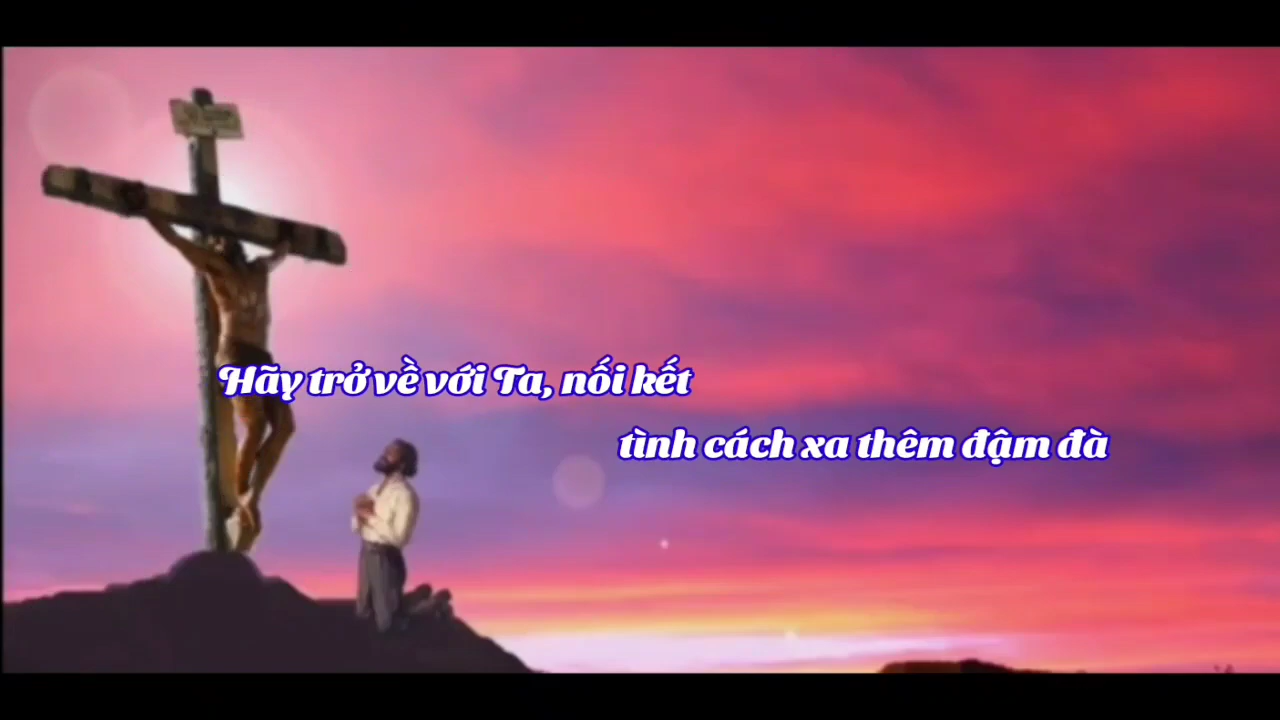 Hãy trở về với Ta, nối kết
tình cách xa thêm đậm đà